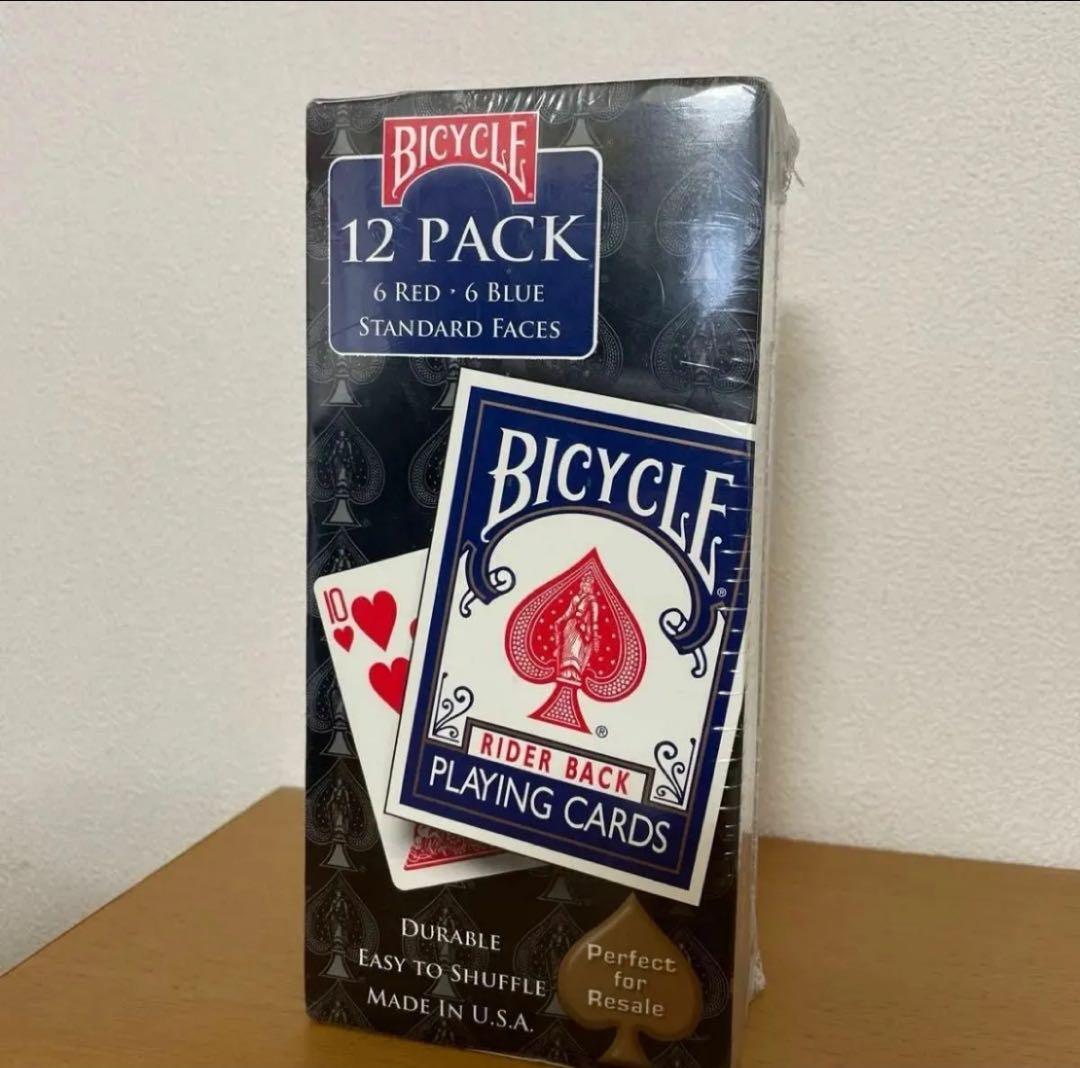 BICYCLE
12 PACK
6 RED · 6 BLUE
STANDARD FACES
BICYCLE®
10
®
RIDER BACK
PLAYING CARDS
DURABLE
EASY TO SHUFFLE
MADE IN U.S.A.
Perfect
for
Resale